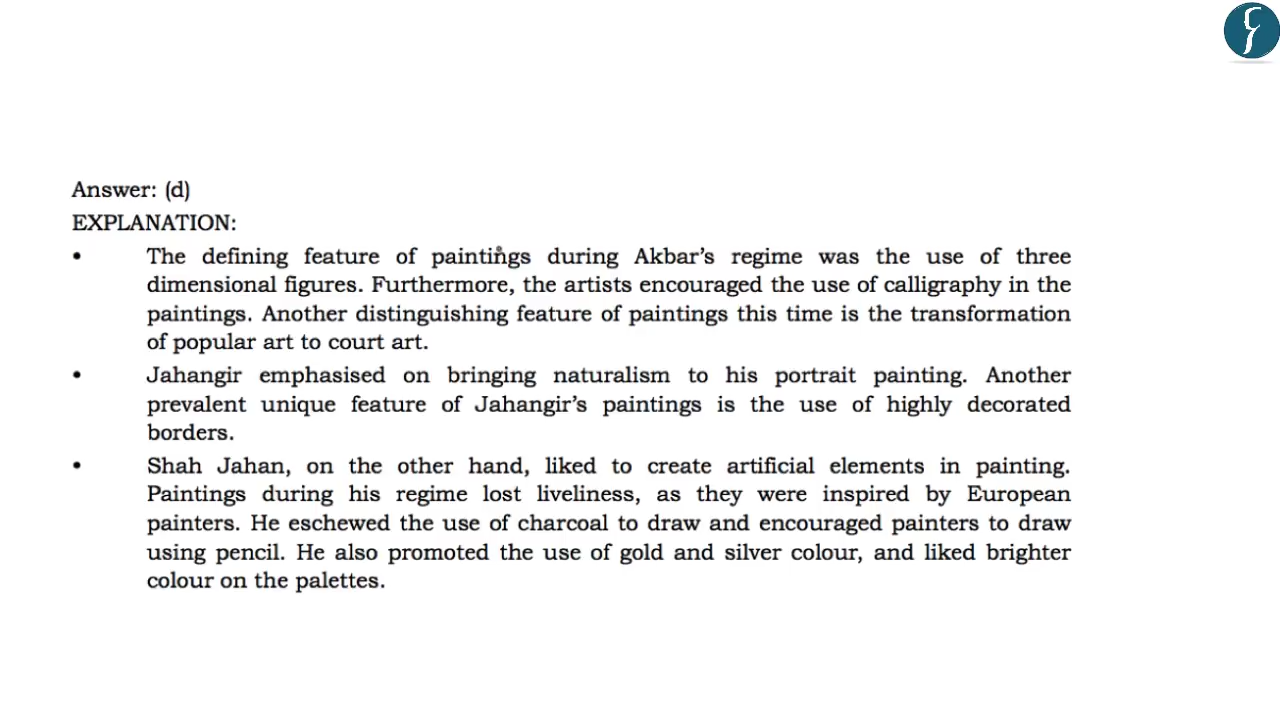 Answer: (d)
EXPLANATION:
• The defining feature of paintings during Akbar's regime was the use of three
dimensional figures. Furthermore, the artists encouraged the use of calligraphy in the
paintings. Another distinguishing feature of paintings this time is the transformation
of popular art to court art.
• Jahangir emphasised on bringing naturalism to his portrait painting. Another
prevalent unique feature of Jahangir's paintings is the use of highly decorated
borders.
• Shah Jahan, on the other hand, liked to create artificial elements in painting.
Paintings during his regime lost liveliness, as they were inspired by European
painters. He eschewed the use of charcoal to draw and encouraged painters to draw
using pencil. He also promoted the use of gold and silver colour, and liked brighter
colour on the palettes.